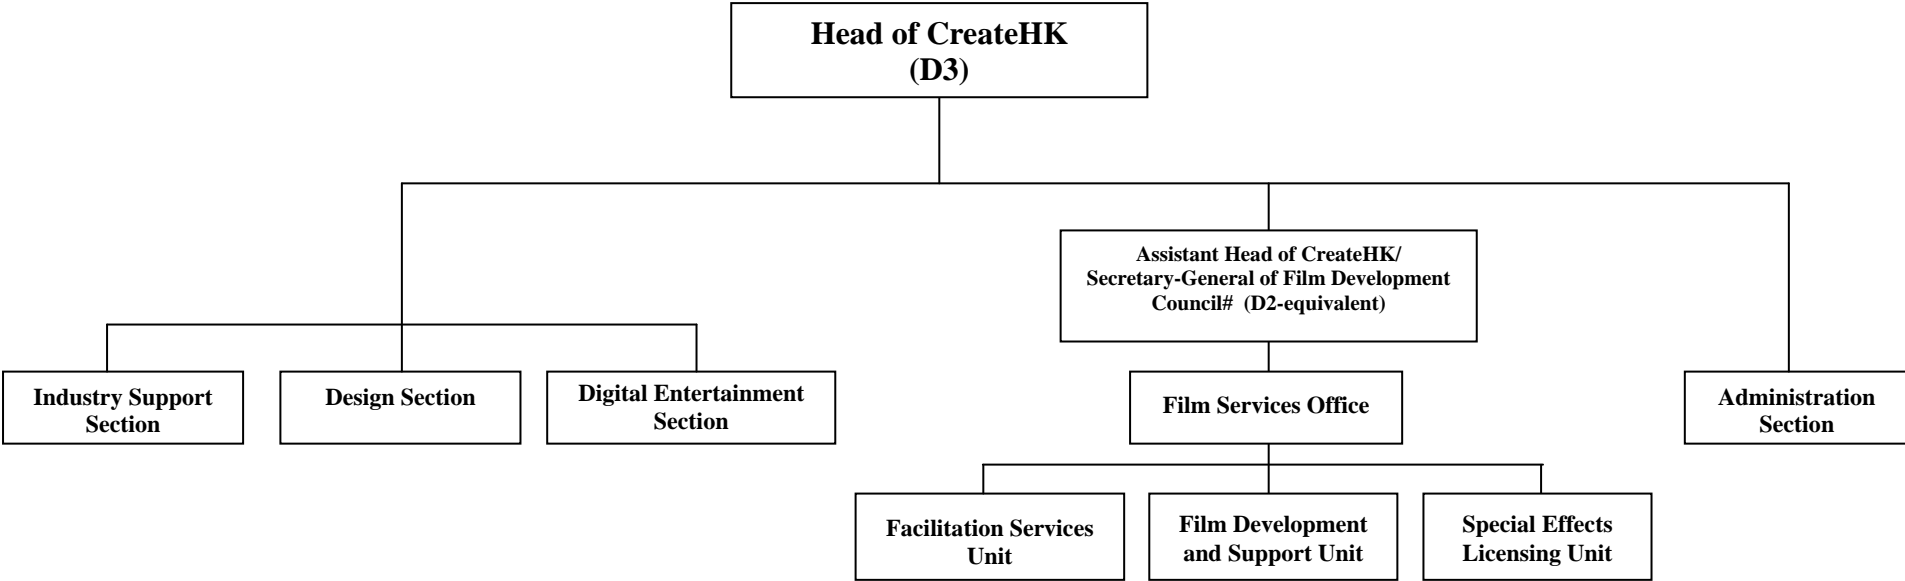 Head of CreateHK
(D3)
Assistant Head of CreateHK/
Secretary-General of Film Development
Council# (D2-equivalent)
Industry Support
Section
Design Section
Digital Entertainment
Section
Film Services Office
Administration
Section
Facilitation Services
Unit
Film Development
and Support Unit
Special Effects
Licensing Unit